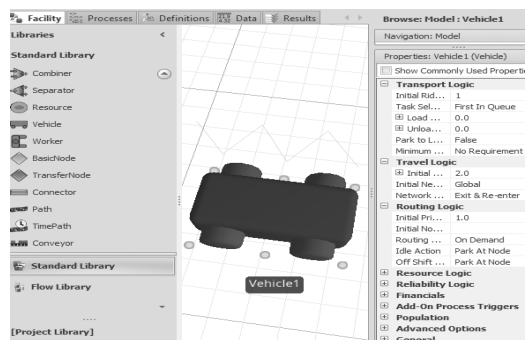 Facility
Processes
Definitions
Data
Results
Libraries
Standard Library
Combiner
Separator
Resource
Vehicle
Worker
BasicNode
TransferNode
Connector
Path
TimePath
Conveyor
Standard Library
Flow Library
[Project Library]
Vehicle1
Browse: Model : Vehicle1
Navigation: Model
Properties: Vehicle1 (Vehicle)
Show Commonly Used Propertie
Transport Logic
Initial Rid... 1
Task Sel... First In Queue
Load ... 0.0
Unloa... 0.0
Park to L... False
Minimum ... No Requirement
Travel Logic
Initial ... 2.0
Initial Ne... Global
Network ... Exit & Re-enter
Routing Logic
Initial Pri... 1.0
Initial No...
Routing ... On Demand
Idle Action Park At Node
Off Shift ... Park At Node
Resource Logic
Reliability Logic
Financials
Add-On Process Triggers
Population
Advanced Options
General